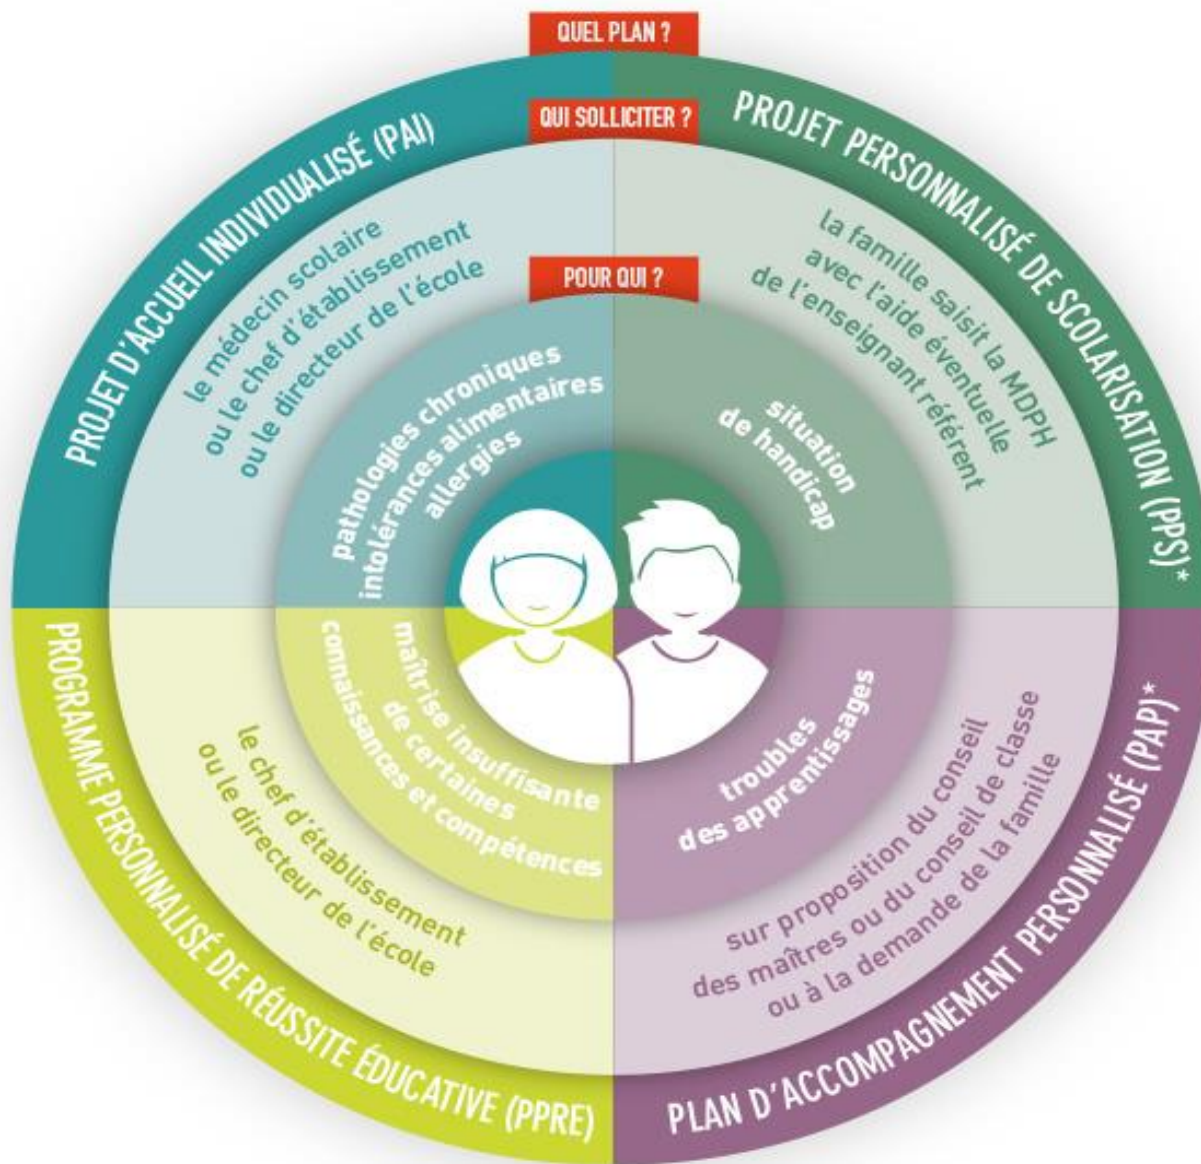 QUEL PLAN ?
QUI SOLLICITER ?
POUR QUI ?
PROJET D'ACCUEIL INDIVIDUALISÉ (PAI)
le médecin scolaire
ou le chef d'établissement
ou le directeur de l'école
pathologies chroniques
intolérances alimentaires
allergies
PROJET PERSONNALISÉ DE SCOLARISATION (PPS)*
la famille saisit la MDPH
avec l'aide éventuelle
de l'enseignant référent
situation
de handicap
PROGRAMME PERSONNALISÉ DE RÉUSSITE ÉDUCATIVE (PPRE)
le chef d'établissement
ou le directeur de l'école
maîtrise insuffisante
de certaines
connaissances et compétences
PLAN D'ACCOMPAGNEMENT PERSONNALISÉ (PAP)*
sur proposition du conseil
des maîtres ou du conseil de classe
ou à la demande de la famille
troubles
des apprentissages